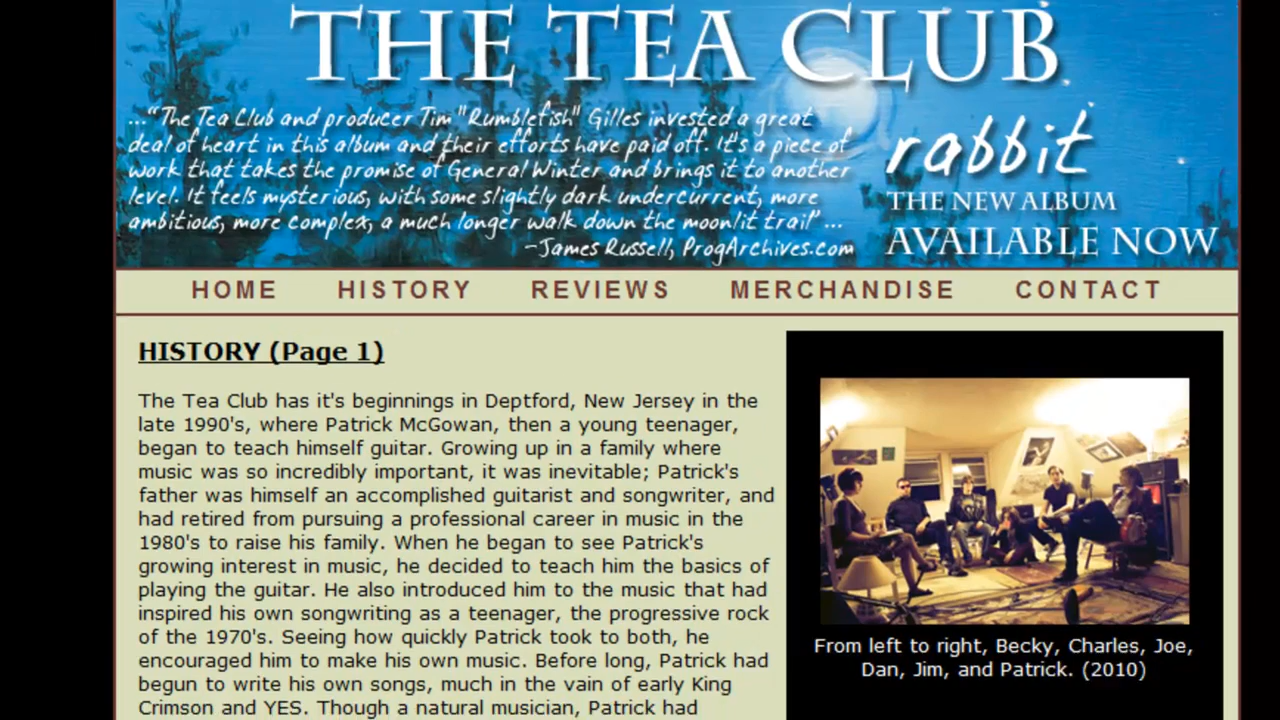 THE TEA CLUB
..."The Tea Club and producer Tim "Rumblefish" Gilles invested a great
deal of heart in this album and their efforts have paid off. It's a piece of
work that takes the promise of General Winter and brings it to another
level. It feels mysterious, with some slightly dark undercurrent, more
ambitious, more complex, a much longer walk down the moonlit trail"...
-James Russell, ProgArchives.com
rabbit
THE NEW ALBUM
AVAILABLE NOW
HOME HISTORY REVIEWS MERCHANDISE CONTACT
HISTORY (Page 1)
The Tea Club has it's beginnings in Deptford, New Jersey in the
late 1990's, where Patrick McGowan, then a young teenager,
began to teach himself guitar. Growing up in a family where
music was so incredibly important, it was inevitable; Patrick's
father was himself an accomplished guitarist and songwriter, and
had retired from pursuing a professional career in music in the
1980's to raise his family. When he began to see Patrick's
growing interest in music, he decided to teach him the basics of
playing the guitar. He also introduced him to the music that had
inspired his own songwriting as a teenager, the progressive rock
of the 1970's. Seeing how quickly Patrick took to both, he
encouraged him to make his own music. Before long, Patrick had
begun to write his own songs, much in the vain of early King
Crimson and YES. Though a natural musician, Patrick had
From left to right, Becky, Charles, Joe,
Dan, Jim, and Patrick. (2010)